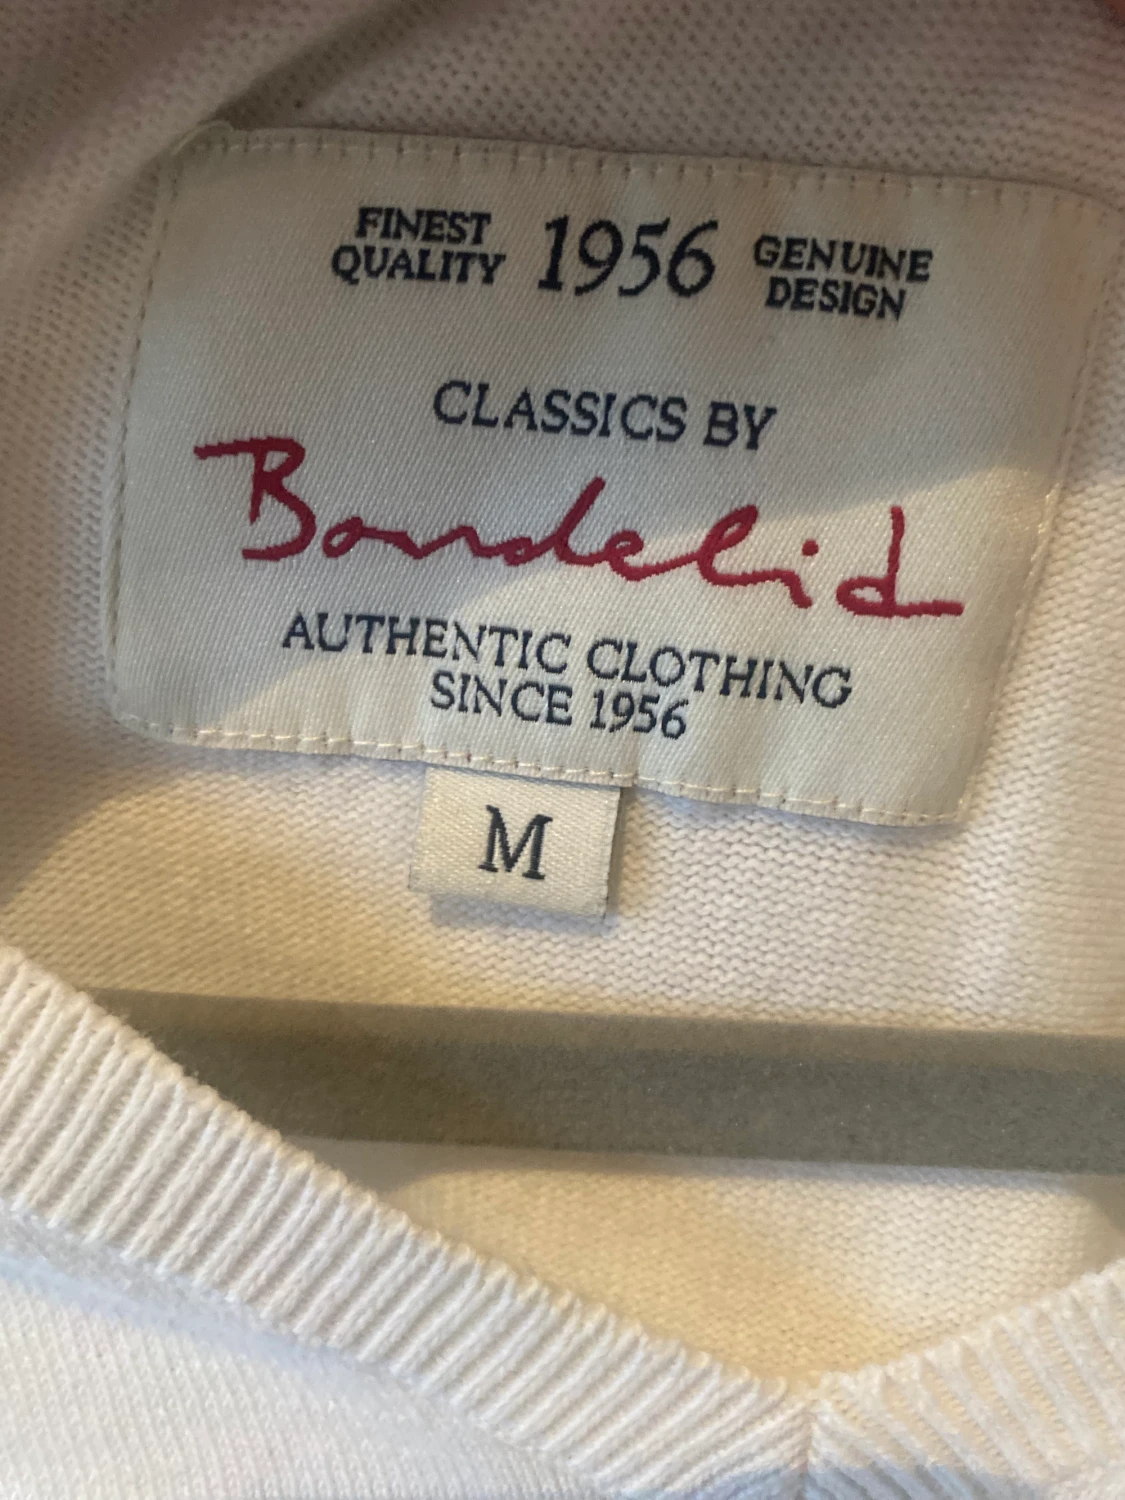 FINEST QUALITY 1956 GENUINE DESIGN
CLASSICS BY
Bondelid
AUTHENTIC CLOTHING
SINCE 1956
M